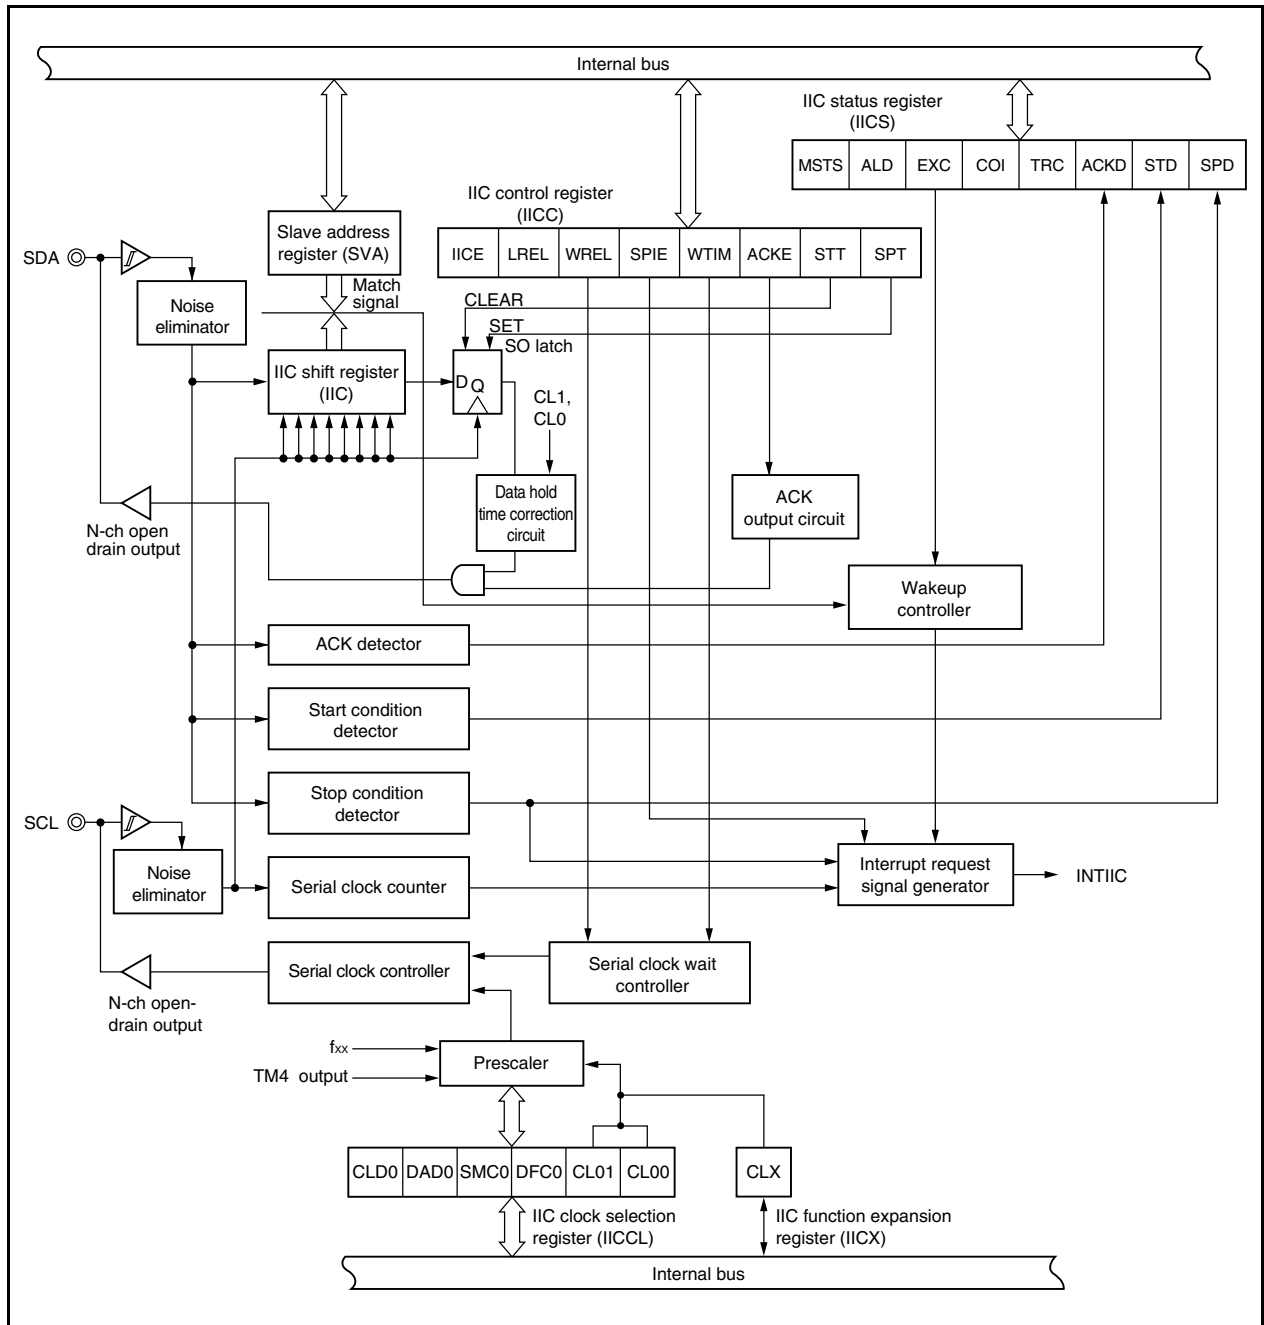 Internal bus
IIC status register
(IICS)
MSTS ALD EXC COI TRC ACKD STD SPD
IIC control register
(IICC)
IICE LREL WREL SPIE WTIM ACKE STT SPT
Slave address
register (SVA)
SDA
Noise
eliminator
Match
signal
CLEAR
SET
SO latch
IIC shift register
(IIC)
D Q
CL1,
CL0
Data hold
time correction
circuit
ACK
output circuit
N-ch open
drain output
Wakeup
controller
ACK detector
Start condition
detector
Stop condition
detector
SCL
Noise
eliminator
Serial clock counter
Interrupt request
signal generator
INTIIC
Serial clock controller
Serial clock wait
controller
N-ch open-
drain output
fxx
TM4 output
Prescaler
CLD0 DAD0 SMC0 DFC0 CL01 CL00
CLX
IIC clock selection
register (IICCL)
IIC function expansion
register (IICX)
Internal bus